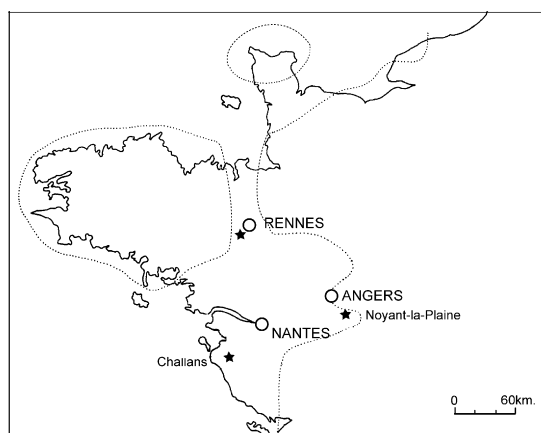 RENNES
ANGERS
Noyant-la-Plaine
NANTES
Challans
0 60km.